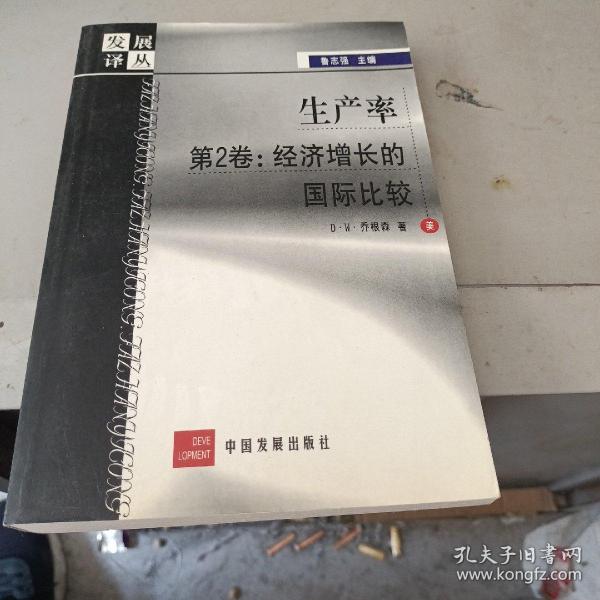 发展
译丛
鲁志强 主编
生产率
第2卷：经济增长的
国际比较
D·W·乔根森 著
美
FAZHANYICONG
DEVE
LOPMENT
中国发展出版社
孔夫子旧书网
www.kongfz.com